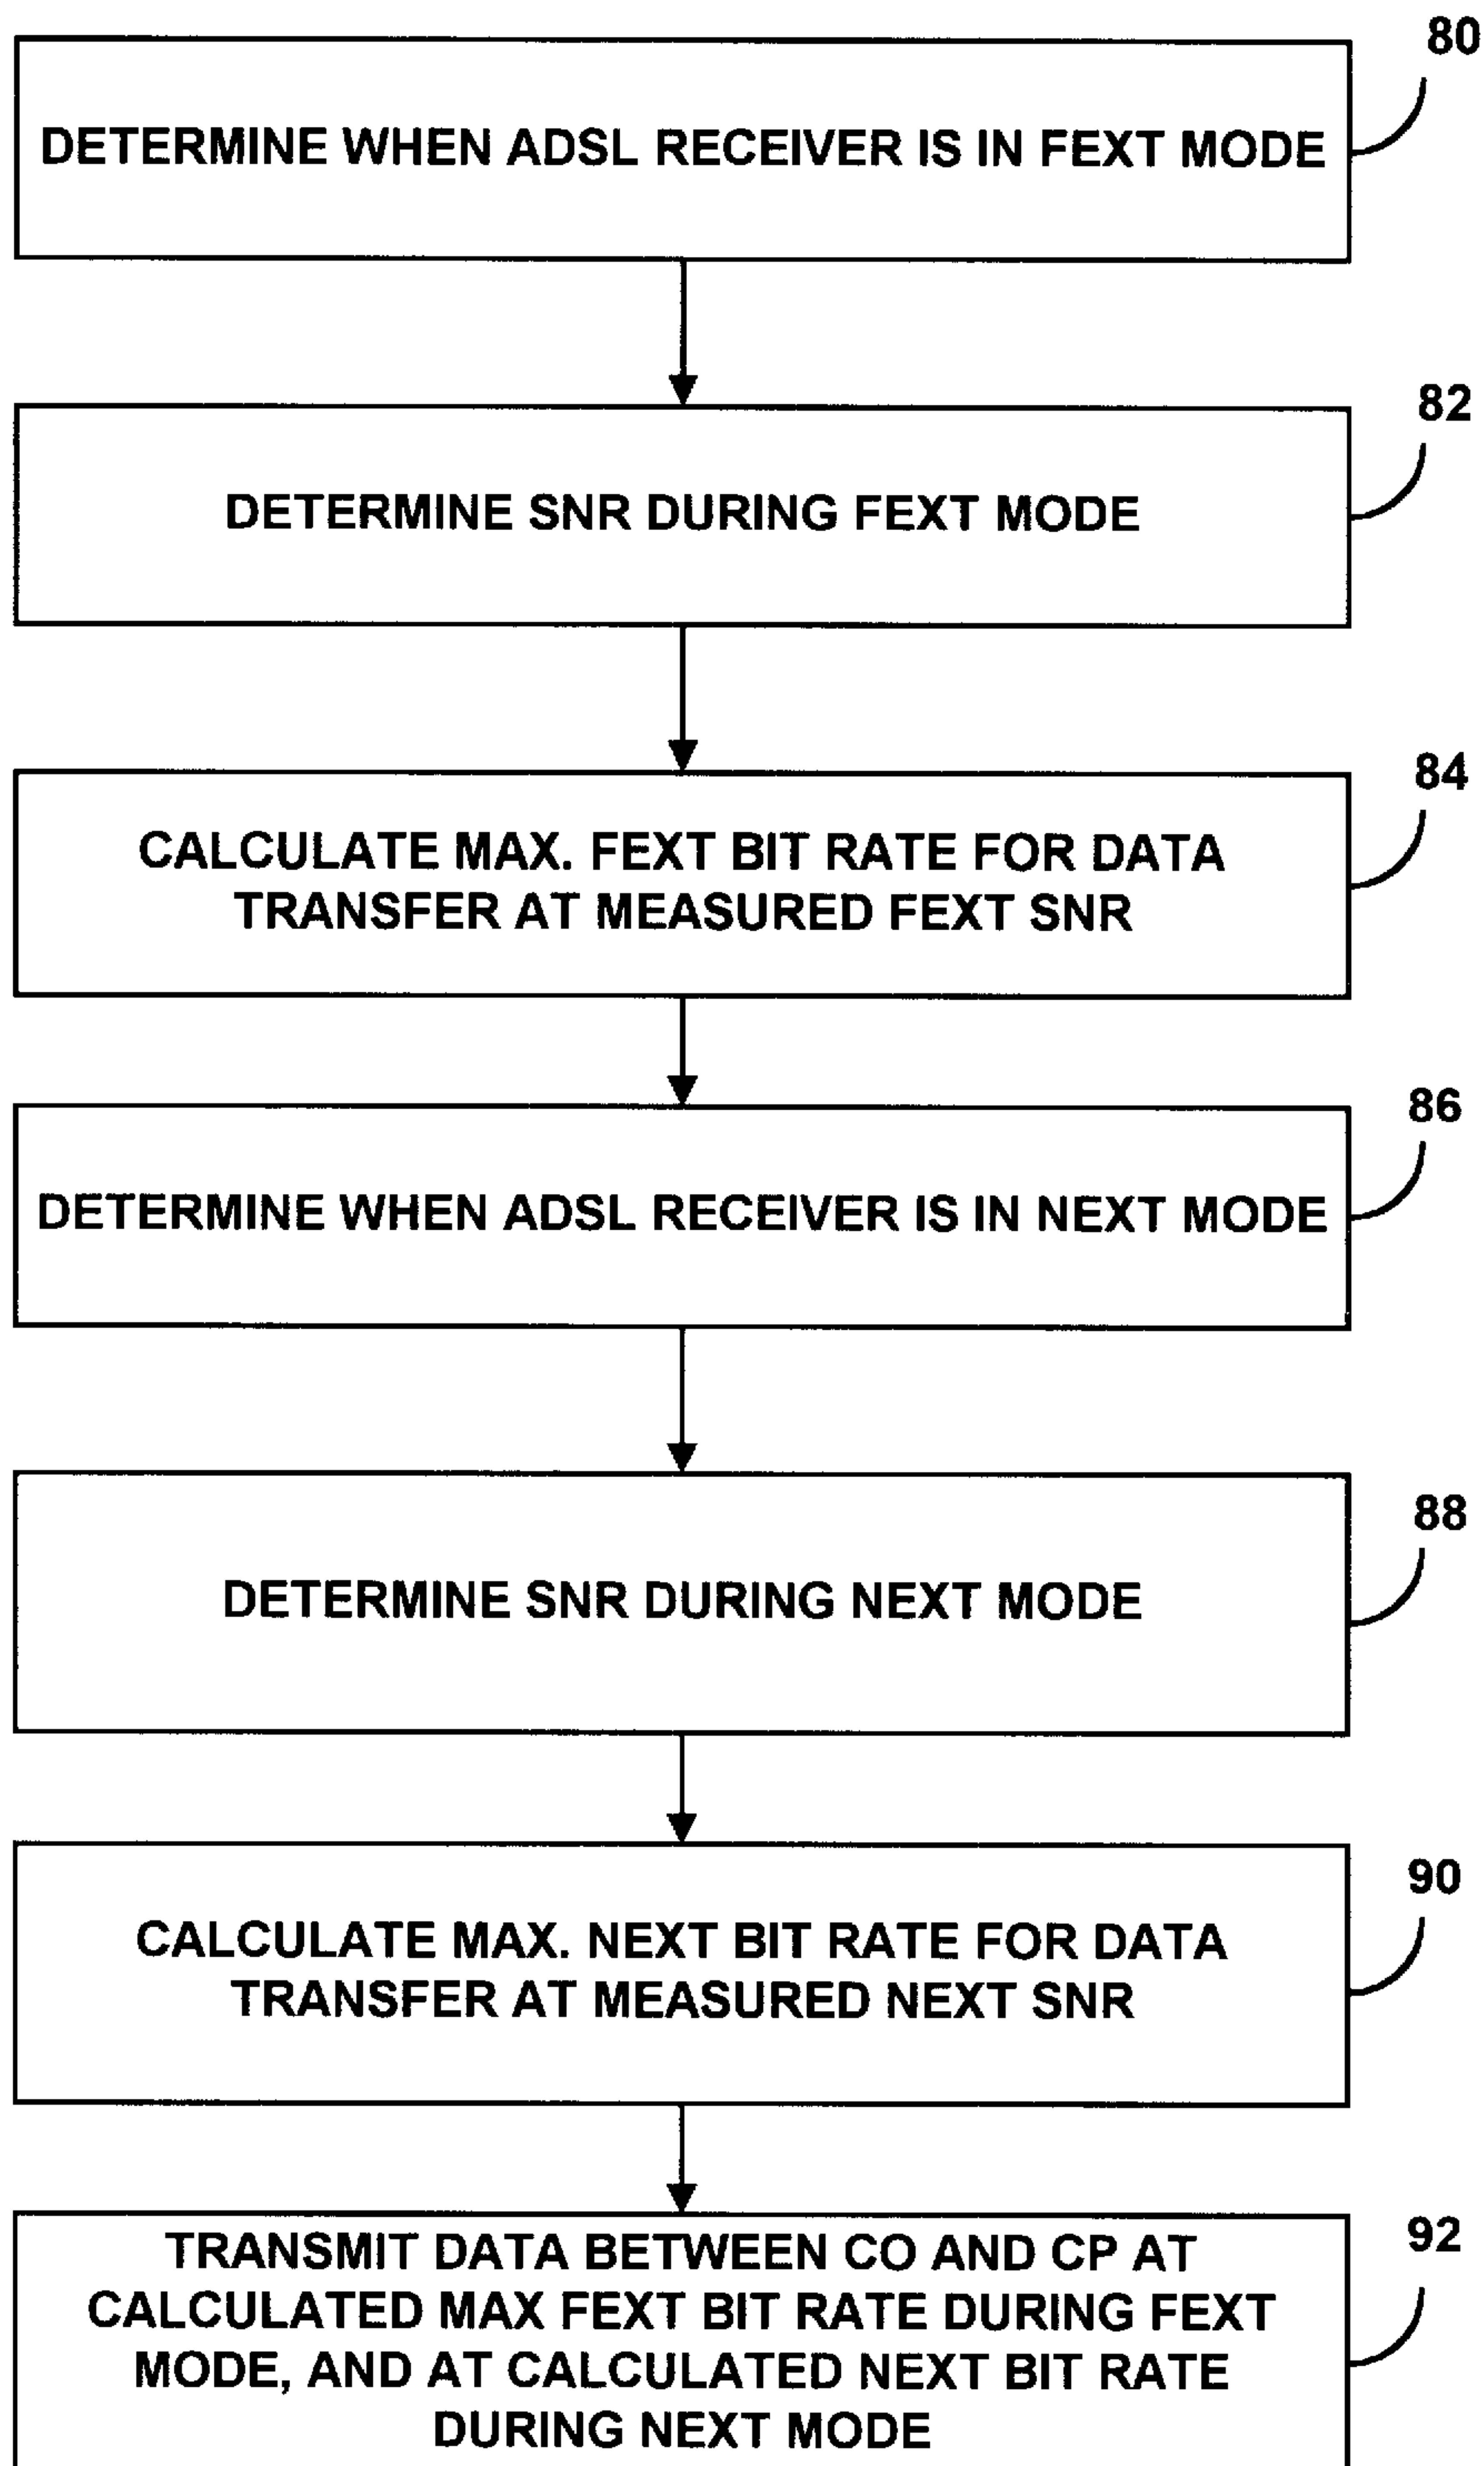 80
DETERMINE WHEN ADSL RECEIVER IS IN FEXT MODE
82
DETERMINE SNR DURING FEXT MODE
84
CALCULATE MAX. FEXT BIT RATE FOR DATA
TRANSFER AT MEASURED FEXT SNR
86
DETERMINE WHEN ADSL RECEIVER IS IN NEXT MODE
88
DETERMINE SNR DURING NEXT MODE
90
CALCULATE MAX. NEXT BIT RATE FOR DATA
TRANSFER AT MEASURED NEXT SNR
92
TRANSMIT DATA BETWEEN CO AND CP AT
CALCULATED MAX FEXT BIT RATE DURING FEXT
MODE, AND AT CALCULATED NEXT BIT RATE
DURING NEXT MODE